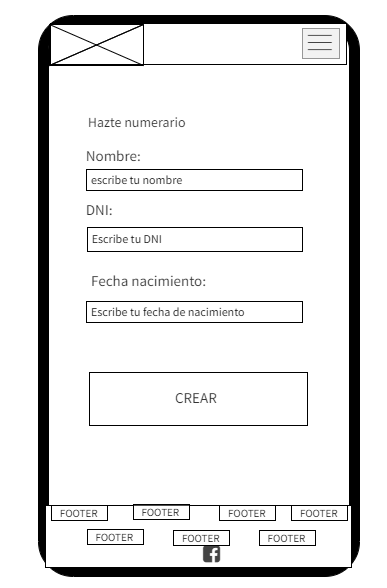 Hazte numerario
Nombre:
escribe tu nombre
DNI:
Escribe tu DNI
Fecha nacimiento:
Escribe tu fecha de nacimiento
CREAR
FOOTER FOOTER FOOTER FOOTER
FOOTER FOOTER FOOTER